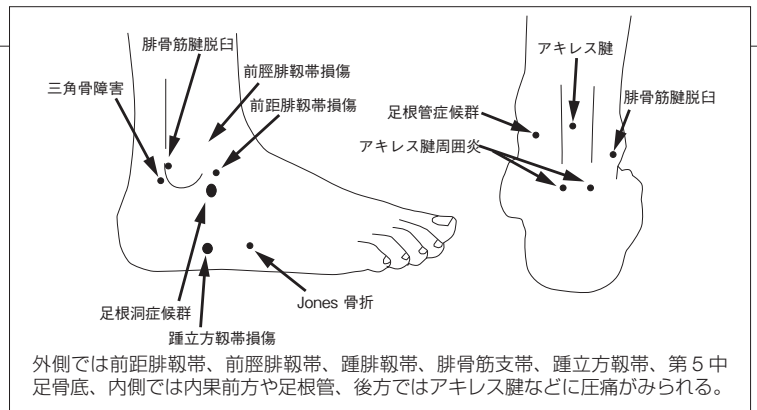 腓骨筋腱脱臼
前脛腓靱帯損傷
三角骨障害
前距腓靱帯損傷
アキレス腱
腓骨筋腱脱臼
足根管症候群
アキレス腱周囲炎
足根洞症候群
Jones 骨折
踵立方靱帯損傷
外側では前距腓靱帯、前脛腓靱帯、踵腓靱帯、腓骨筋支帯、踵立方靱帯、第5中
足骨底、内側では内果前方や足根管、後方ではアキレス腱などに圧痛がみられる。